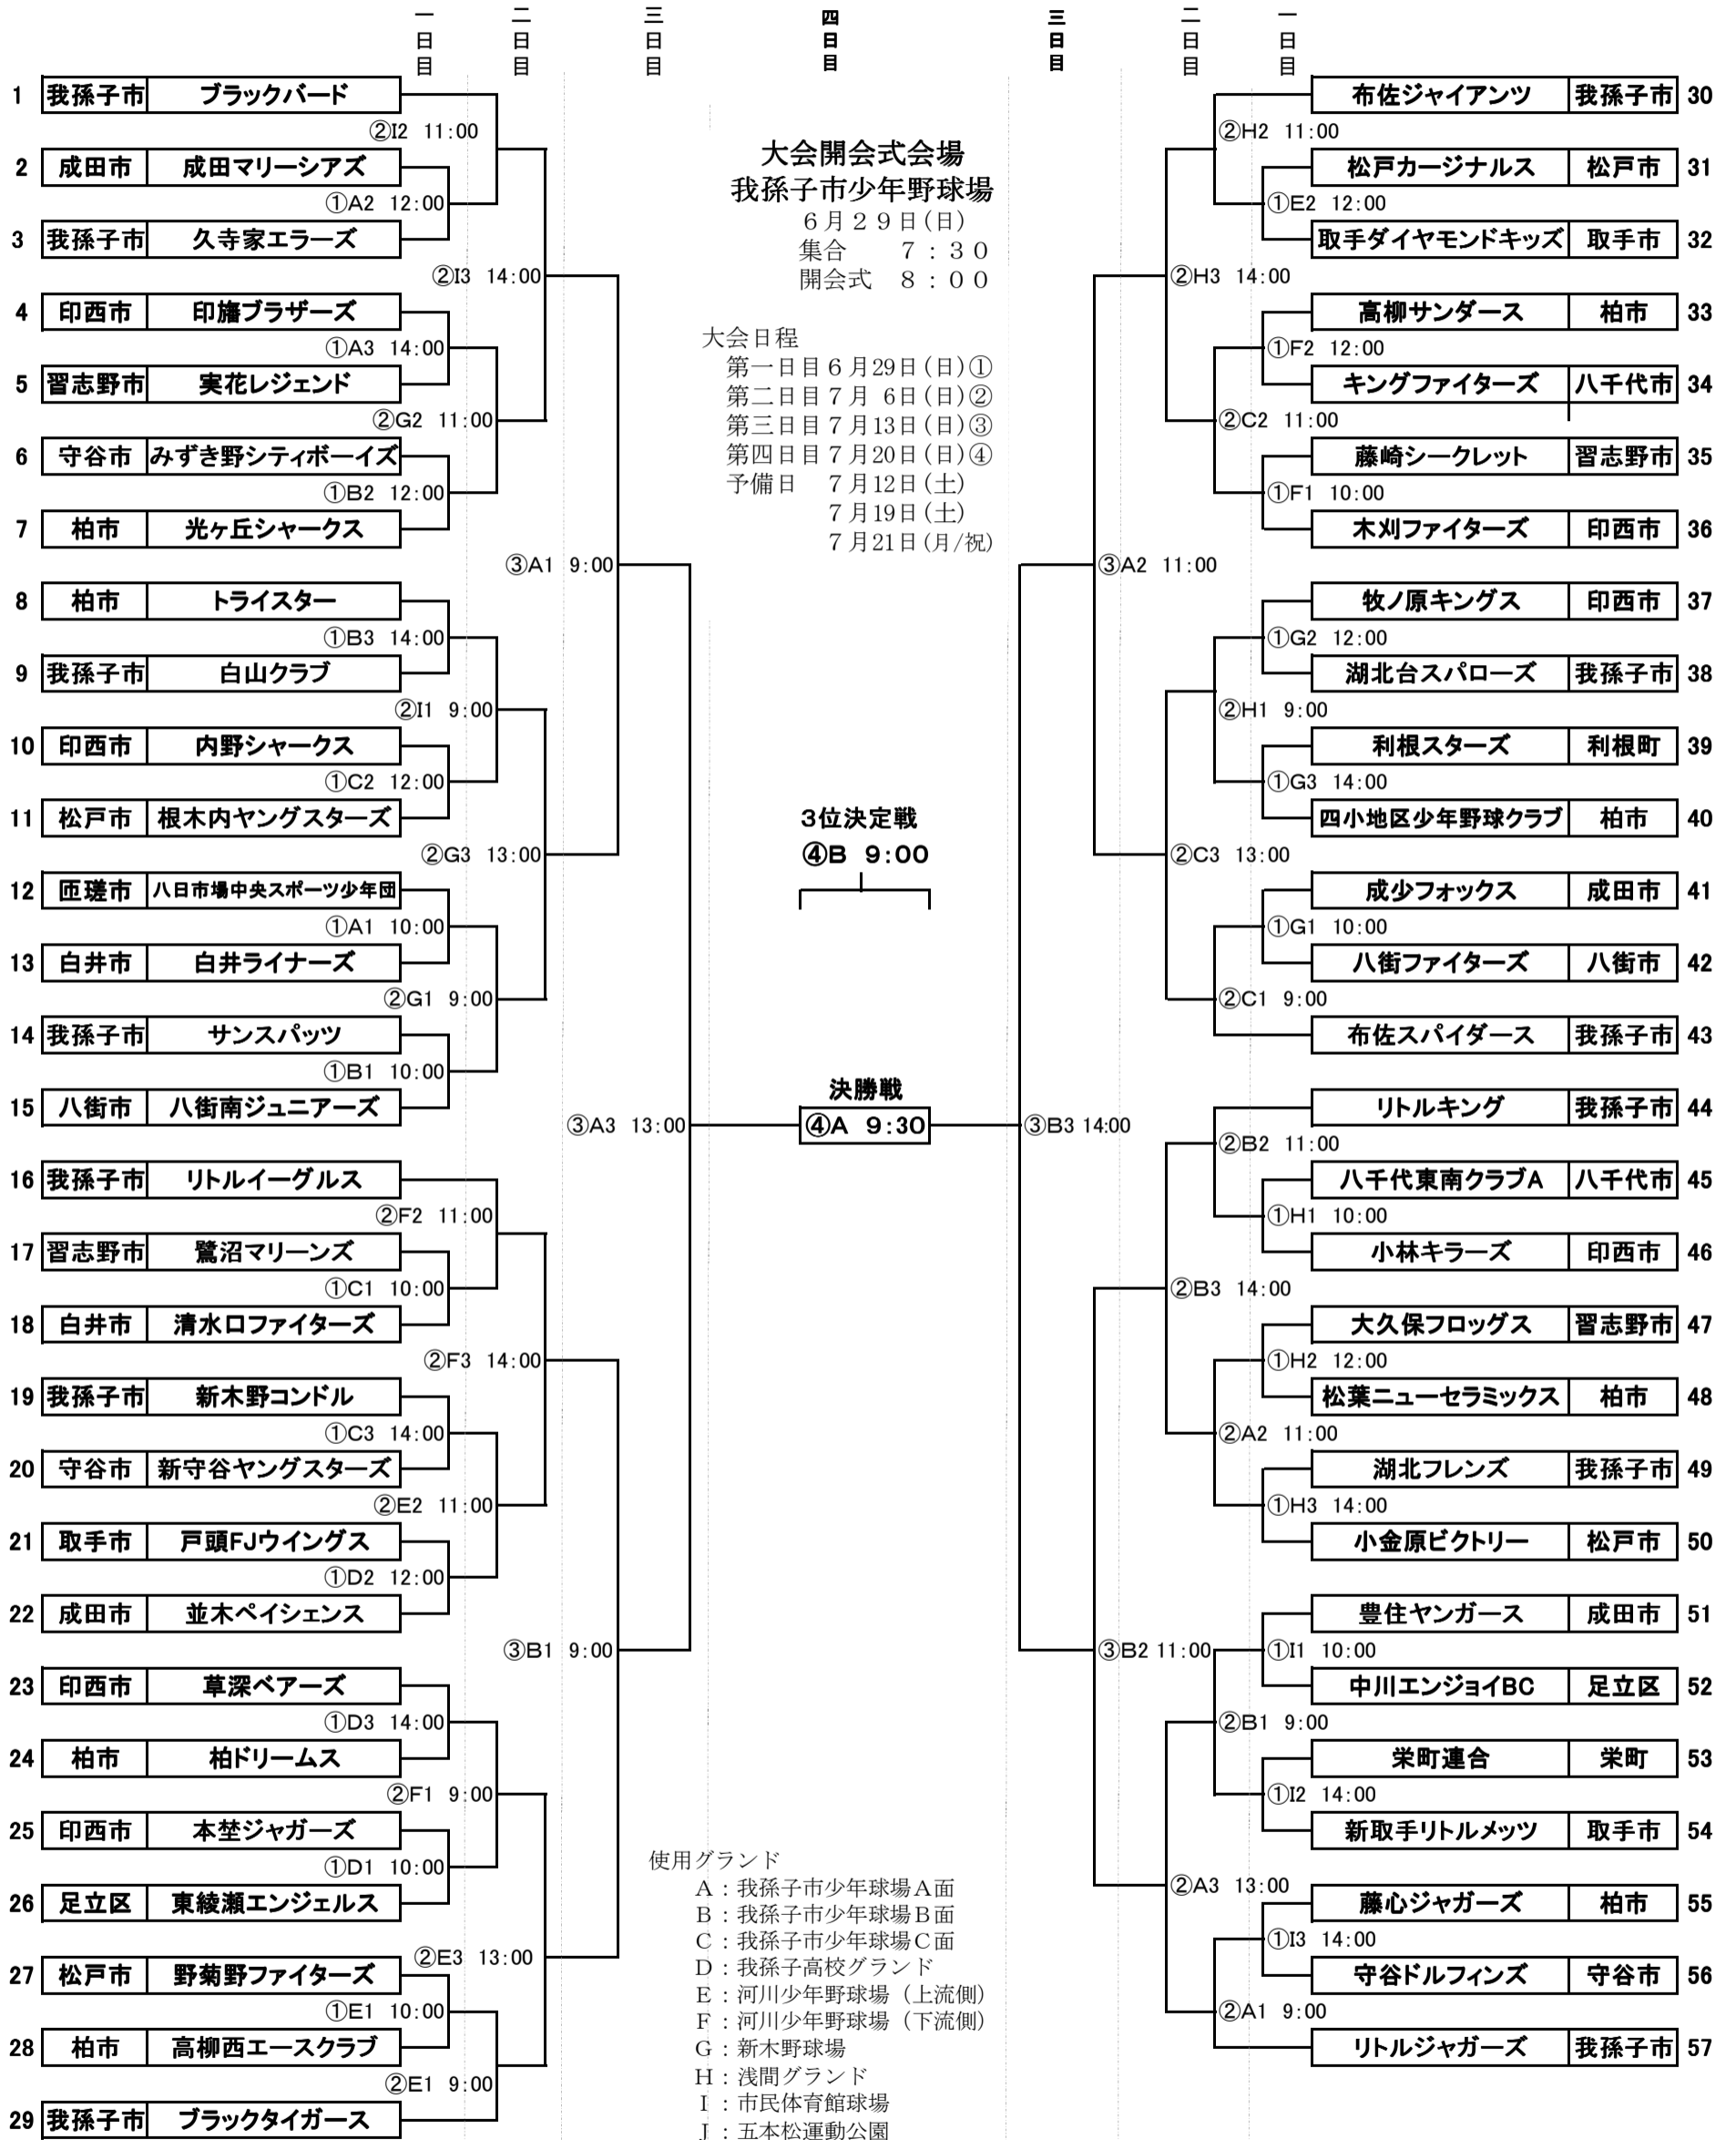 一日目 二日目 三日目 四日目 三日目 二日目 一日目
1 我孫子市 ブラックバード
②I2 11:00
2 成田市 成田マリーシアズ
①A2 12:00
3 我孫子市 久寺家エラーズ
②I3 14:00
4 印西市 印旛ブラザーズ
①A3 14:00
5 習志野市 実花レジェンド
②G2 11:00
6 守谷市 みずき野シティボーイズ
①B2 12:00
7 柏市 光ヶ丘シャークス
③A1 9:00
8 柏市 トライスター
①B3 14:00
9 我孫子市 白山クラブ
②I1 9:00
10 印西市 内野シャークス
①C2 12:00
11 松戸市 根木内ヤングスターズ
②G3 13:00
12 匝瑳市 八日市場中央スポーツ少年団
①A1 10:00
13 白井市 白井ライナーズ
②G1 9:00
14 我孫子市 サンスパッツ
①B1 10:00
15 八街市 八街南ジュニアーズ
③A3 13:00
16 我孫子市 リトルイーグルス
②F2 11:00
17 習志野市 鷺沼マリーンズ
①C1 10:00
18 白井市 清水口ファイターズ
②F3 14:00
19 我孫子市 新木野コンドル
①C3 14:00
20 守谷市 新守谷ヤングスターズ
②E2 11:00
21 取手市 戸頭FJウイングス
①D2 12:00
22 成田市 並木ペイシェンス
③B1 9:00
23 印西市 草深ベアーズ
①D3 14:00
24 柏市 柏ドリームス
②F1 9:00
25 印西市 本埜ジャガーズ
①D1 10:00
26 足立区 東綾瀬エンジェルス
②E3 13:00
27 松戸市 野菊野ファイターズ
①E1 10:00
28 柏市 高柳西エースクラブ
②E1 9:00
29 我孫子市 ブラックタイガース
大会開会式会場
我孫子市少年野球場
6月29日(日)
集合 7:30
開会式 8:00
大会日程
第一日目6月29日(日)①
第二日目7月 6日(日)②
第三日目7月13日(日)③
第四日目7月20日(日)④
予備日 7月12日(土)
7月19日(土)
7月21日(月/祝)
3位決定戦
④B 9:00
決勝戦
④A 9:30
使用グランド
A:我孫子市少年球場A面
B:我孫子市少年球場B面
C:我孫子市少年球場C面
D:我孫子高校グランド
E:河川少年野球場(上流側)
F:河川少年野球場(下流側)
G:新木野球場
H:浅間グランド
I:市民体育館球場
J:五本松運動公園
布佐ジャイアンツ 我孫子市 30
②H2 11:00
松戸カージナルス 松戸市 31
①E2 12:00
取手ダイヤモンドキッズ 取手市 32
②H3 14:00
高柳サンダース 柏市 33
①F2 12:00
キングファイターズ 八千代市 34
②C2 11:00
藤崎シークレット 習志野市 35
①F1 10:00
木刈ファイターズ 印西市 36
③A2 11:00
牧ノ原キングス 印西市 37
①G2 12:00
湖北台スパローズ 我孫子市 38
②H1 9:00
利根スターズ 利根町 39
①G3 14:00
四小地区少年野球クラブ 柏市 40
②C3 13:00
成少フォックス 成田市 41
①G1 10:00
八街ファイターズ 八街市 42
②C1 9:00
布佐スパイダース 我孫子市 43
リトルキング 我孫子市 44
③B3 14:00
②B2 11:00
八千代東南クラブA 八千代市 45
①H1 10:00
小林キラーズ 印西市 46
②B3 14:00
大久保フロッグス 習志野市 47
①H2 12:00
松葉ニューセラミックス 柏市 48
②A2 11:00
湖北フレンズ 我孫子市 49
①H3 14:00
小金原ビクトリー 松戸市 50
豊住ヤンガース 成田市 51
③B2 11:00
①I1 10:00
中川エンジョイBC 足立区 52
②B1 9:00
栄町連合 栄町 53
①I2 14:00
新取手リトルメッツ 取手市 54
②A3 13:00
藤心ジャガーズ 柏市 55
①I3 14:00
守谷ドルフィンズ 守谷市 56
②A1 9:00
リトルジャガーズ 我孫子市 57